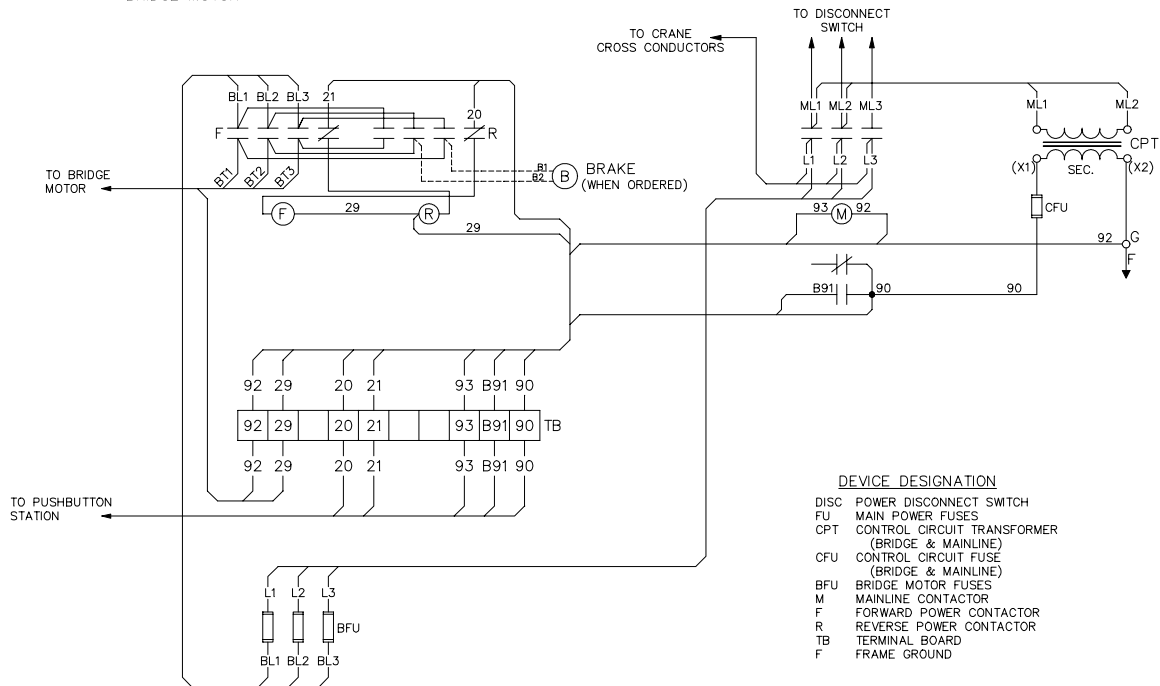 TO DISCONNECT
SWITCH
TO CRANE
CROSS CONDUCTORS
BL1 BL2 BL3 21
20
ML1 ML2 ML3
ML1 ML2
F
R
CPT
L1 L2 L3
(X1) SEC. (X2)
B1
B2
B
BRAKE
(WHEN ORDERED)
TO BRIDGE
MOTOR
BT1 BT2 BT3
CFU
F 29 R
29
93 M 92
92 G
F
B91 90 90
92 29 20 21 93 B91 90
92 29 20 21 93 B91 90 TB
92 29 20 21 93 B91 90
TO PUSHBUTTON
STATION
L1 L2 L3
BFU
BL1 BL2 BL3
DEVICE DESIGNATION
DISC POWER DISCONNECT SWITCH
FU MAIN POWER FUSES
CPT CONTROL CIRCUIT TRANSFORMER
(BRIDGE & MAINLINE)
CFU CONTROL CIRCUIT FUSE
(BRIDGE & MAINLINE)
BFU BRIDGE MOTOR FUSES
M MAINLINE CONTACTOR
F FORWARD POWER CONTACTOR
R REVERSE POWER CONTACTOR
TB TERMINAL BOARD
F FRAME GROUND